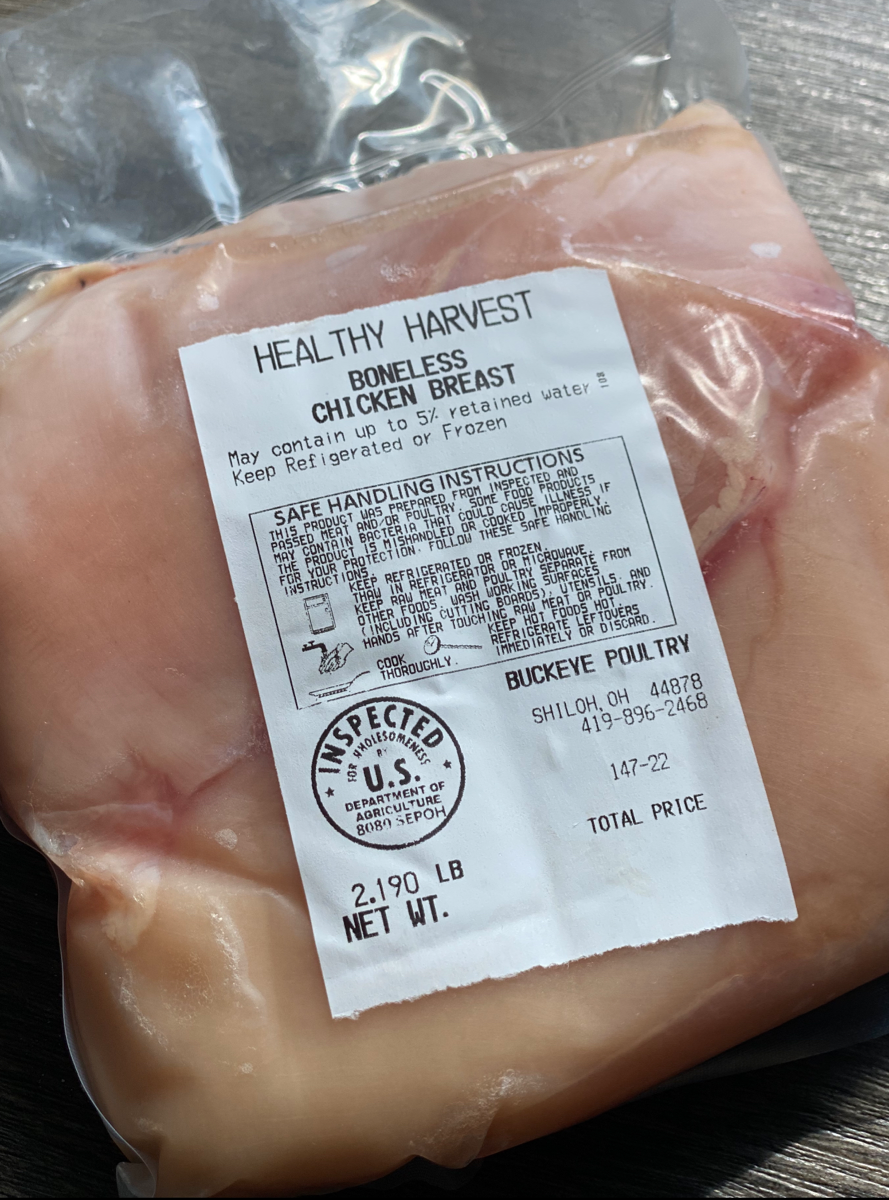 HEALTHY HARVEST
BONELESS
CHICKEN BREAST
May contain up to 5% retained water
108
Keep Refigerated or Frozen
SAFE HANDLING INSTRUCTIONS
THIS PRODUCT WAS PREPARED FROM INSPECTED AND
PASSED MEAT AND/OR POULTRY. SOME FOOD PRODUCTS
MAY CONTAIN BACTERIA THAT COULD CAUSE ILLNESS IF
THE PRODUCT IS MISHANDLED OR COOKED IMPROPERLY.
FOR YOUR PROTECTION, FOLLOW THESE SAFE HANDLING
INSTRUCTIONS.
KEEP REFRIGERATED OR FROZEN.
THAW IN REFRIGERATOR OR MICROWAVE.
KEEP RAW MEAT AND POULTRY SEPARATE FROM
OTHER FOODS. WASH WORKING SURFACES
(INCLUDING CUTTING BOARDS), UTENSILS, AND
HANDS AFTER TOUCHING RAW MEAT OR POULTRY.
COOK
THOROUGHLY.
KEEP HOT FOODS HOT.
REFRIGERATE LEFTOVERS
IMMEDIATELY OR DISCARD.
BUCKEYE POULTRY
SHILOH, OH 44878
419-896-2468
147-22
TOTAL PRICE
INSPECTED
FOR WHOLESOMENESS
BY
U.S.
DEPARTMENT OF
AGRICULTURE
8089 SEPOH
2.190 LB
NET WT.